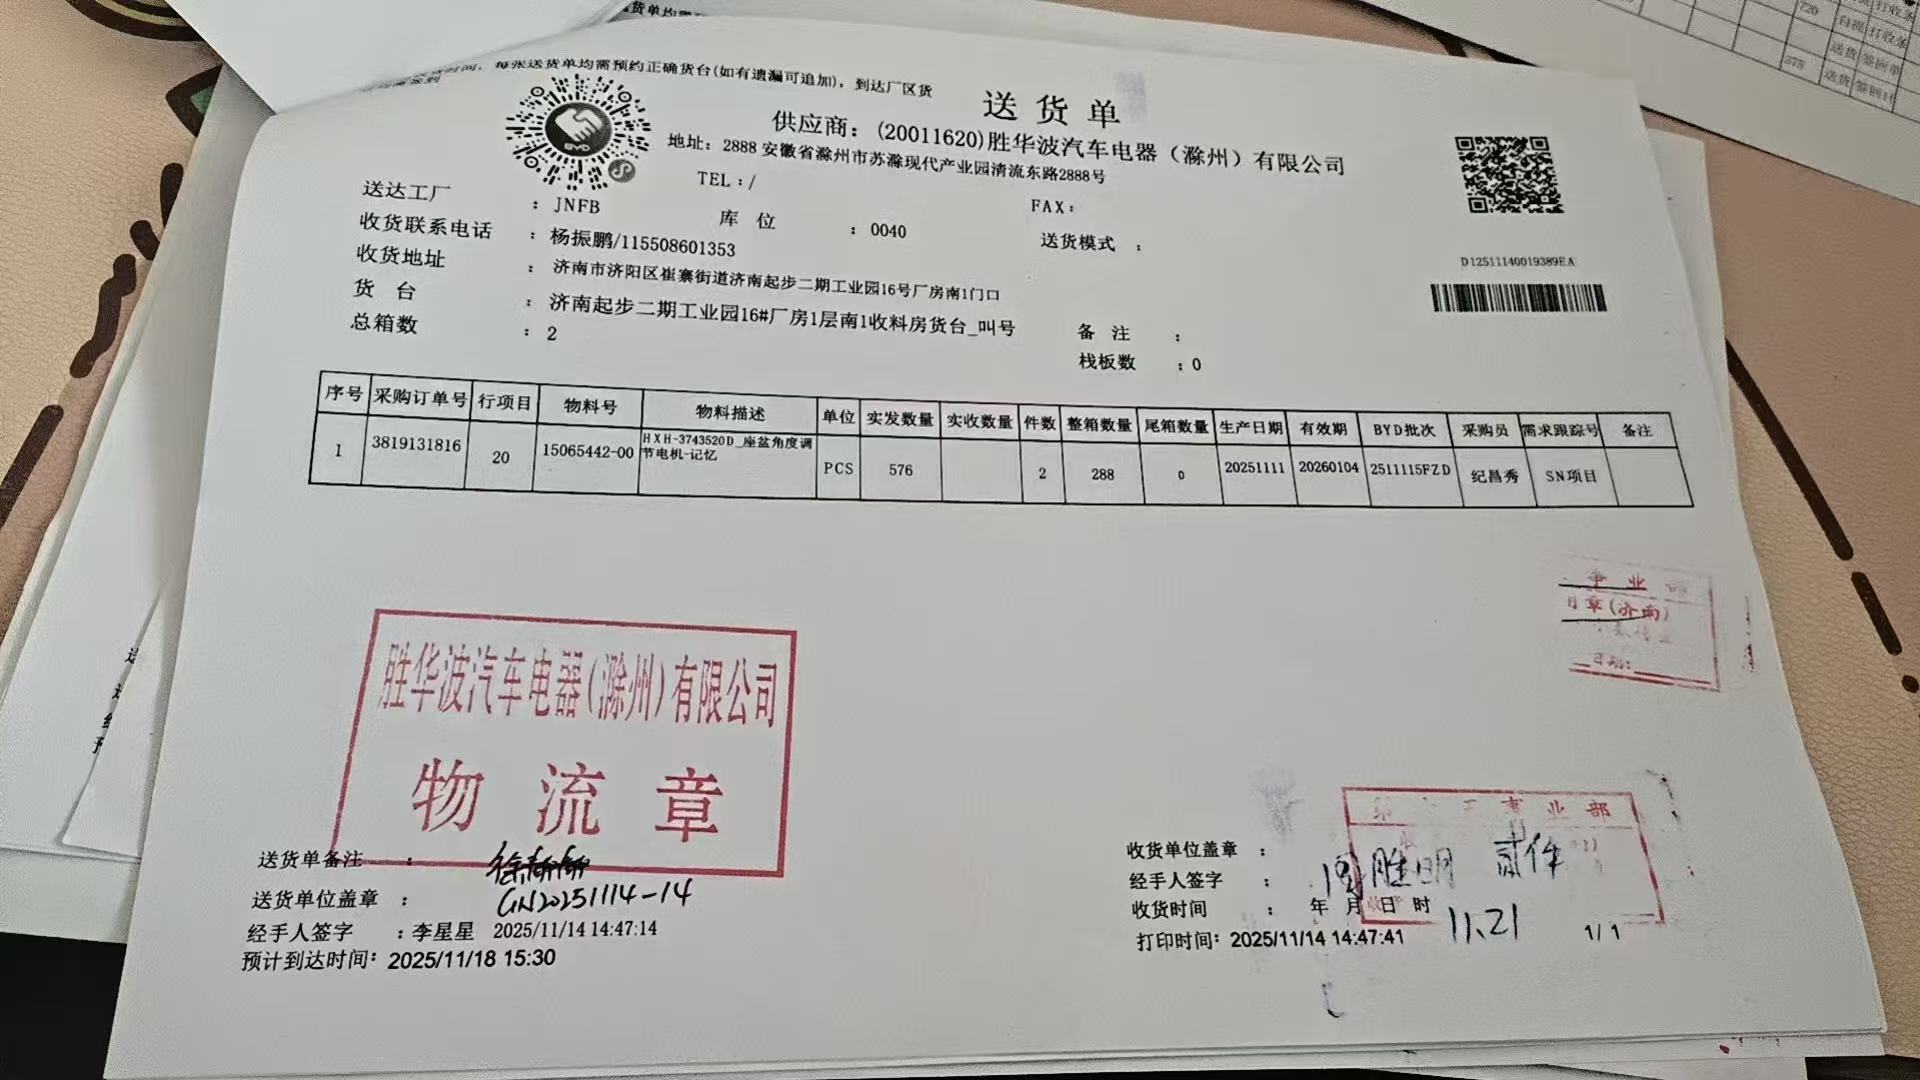 每张送货单均需预约正确货台(如有遗漏可追加)，到达厂区货
送货单
供应商：(20011620)胜华波汽车电器（滁州）有限公司
地址：2888 安徽省滁州市苏滁现代产业园清流东路2888号
TEL：/
FAX：
送达工厂：JNFB
库 位：0040
送货模式：
收货联系电话：杨振鹏/115508601353
收货地址：济南市济阳区崔寨街道济南起步二期工业园16号厂房南1门口
货 台：济南起步二期工业园16#厂房1层南1收料房货台_叫号
备 注：
总箱数：2
栈板数：0
D12511140019389EA
BYD
序号 采购订单号 行项目 物料号 物料描述 单位 实发数量 实收数量 件数 整箱数量 尾箱数量 生产日期 有效期 BYD批次 采购员 需求跟踪号 备注
1 3819131816 20 15065442-00 HXH-3743520D_座盆角度调节电机-记忆 PCS 576 2 288 0 20251111 20260104 2511115FZD 纪昌秀 SN项目
事业部
章(济南)
日期:
胜华波汽车电器(滁州)有限公司
物流章
事业部
送货单备注：
GN20251114-14
送货单位盖章：
经手人签字：李星星 2025/11/14 14:47:14
预计到达时间：2025/11/18 15:30
收货单位盖章：
周胜明 贰件
经手人签字：
收货时间：年 月 日 时
11.21
打印时间：2025/11/14 14:47:41
1/1